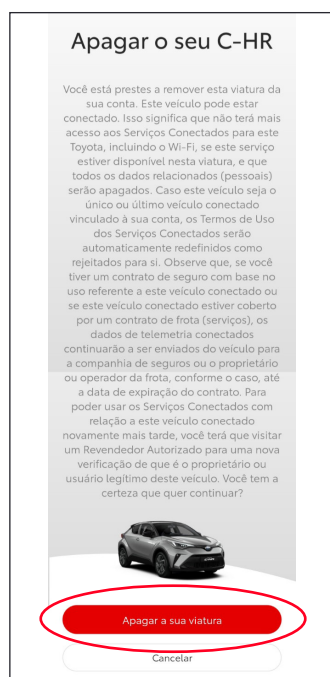 Apagar o seu C-HR
Você está prestes a remover esta viatura da
sua conta. Este veículo pode estar
conectado. Isso significa que não terá mais
acesso aos Serviços Conectados para este
Toyota, incluindo o Wi-Fi, se este serviço
estiver disponível nesta viatura, e que
todos os dados relacionados (pessoais)
serão apagados. Caso este veículo seja o
único ou último veículo conectado
vinculado à sua conta, os Termos de Uso
dos Serviços Conectados serão
automaticamente redefinidos como
rejeitados para si. Observe que, se você
tiver um contrato de seguro com base no
uso referente a este veículo conectado ou
se este veículo conectado estiver coberto
por um contrato de frota (serviços), os
dados de telemetria conectados
continuarão a ser enviados do veículo para
a companhia de seguros ou o proprietário
ou operador da frota, conforme o caso, até
a data de expiração do contrato. Para
poder usar os Serviços Conectados com
relação a este veículo conectado
novamente mais tarde, você terá que visitar
um Revendedor Autorizado para uma nova
verificação de que é o proprietário ou
usuário legítimo deste veículo. Você tem a
certeza que quer continuar?
Apagar a sua viatura
Cancelar